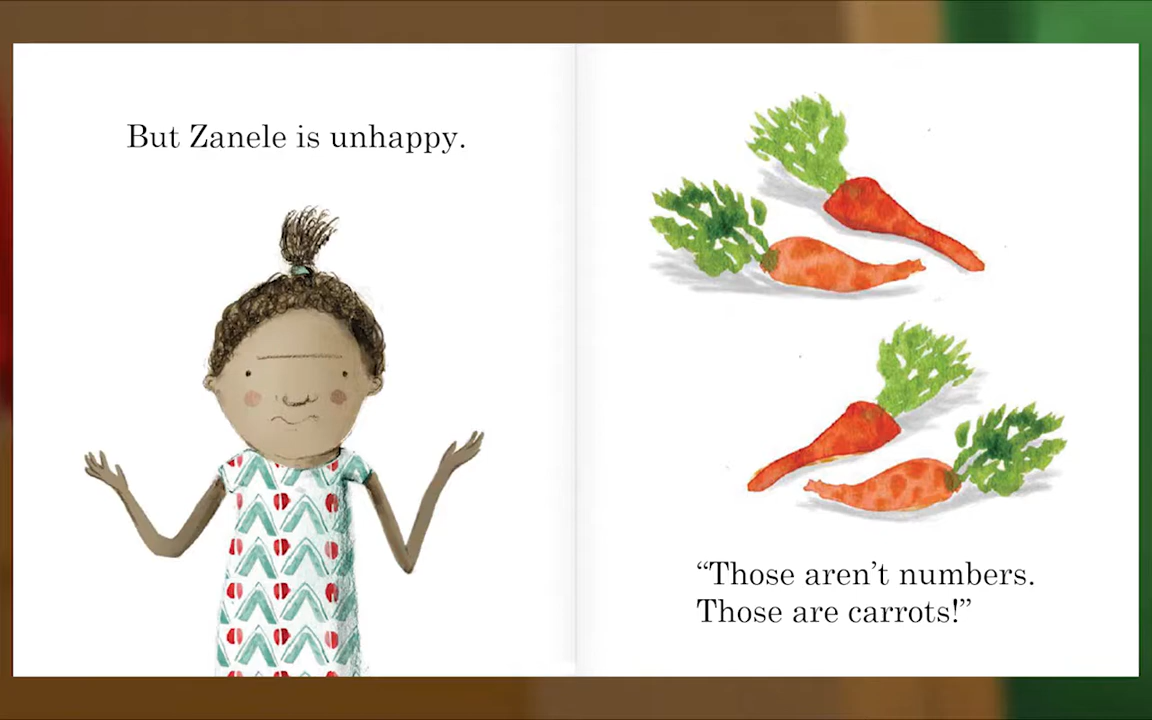 But Zanele is unhappy.
“Those aren’t numbers.
Those are carrots!”